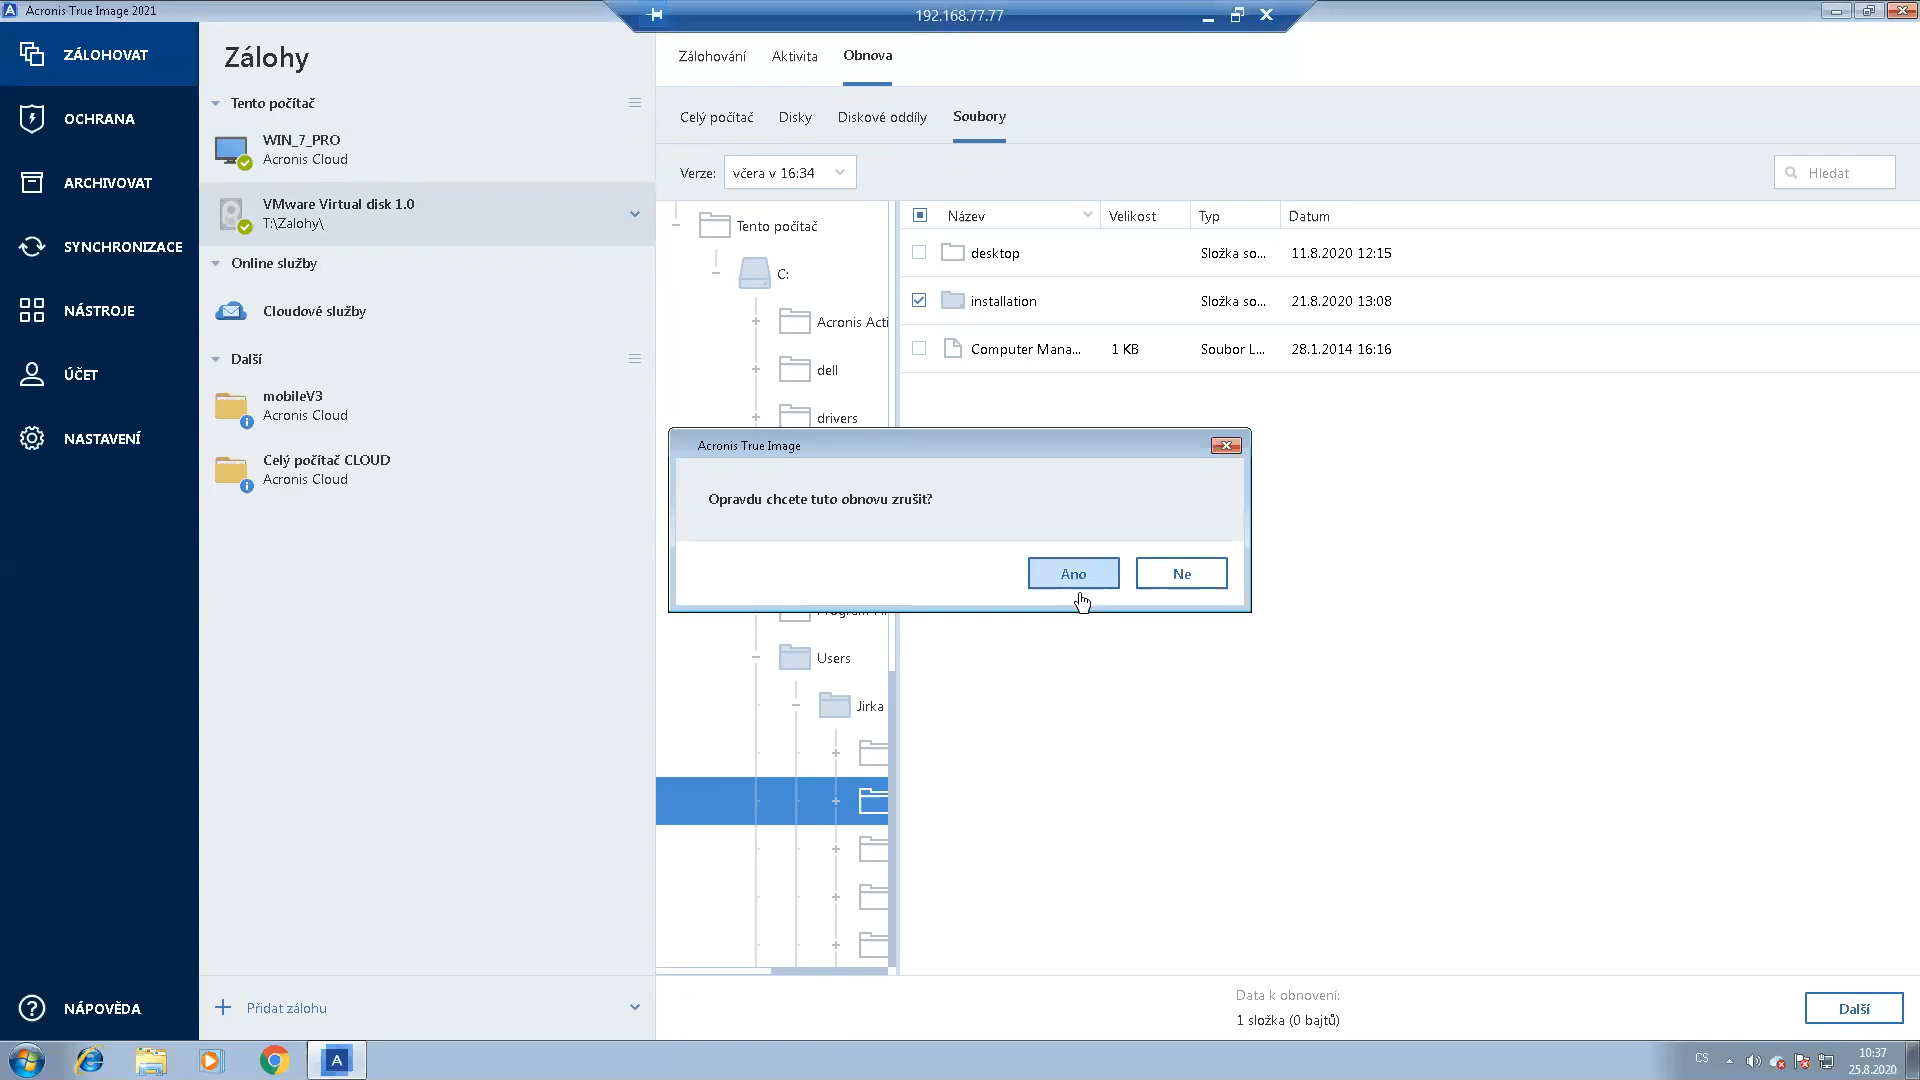 Acronis True Image 2021
192.168.77.77
ZÁLOHOVAT
OCHRANA
ARCHIVOVAT
SYNCHRONIZACE
NÁSTROJE
ÚČET
NASTAVENÍ
NÁPOVĚDA
Zálohy
Tento počítač
WIN_7_PRO
Acronis Cloud
VMware Virtual disk 1.0
T:\Zalohy\
Online služby
Cloudové služby
Další
mobileV3
Acronis Cloud
Celý počítač CLOUD
Acronis Cloud
Přidat zálohu
Zálohování Aktivita Obnova
Celý počítač Disky Diskové oddíly Soubory
Verze: včera v 16:34
Hledat
Tento počítač
C:
Acronis Acti
dell
drivers
Users
Jirka
Název Velikost Typ Datum
desktop Složka so... 11.8.2020 12:15
installation Složka so... 21.8.2020 13:08
Computer Mana... 1 KB Soubor L... 28.1.2014 16:16
Acronis True Image
Opravdu chcete tuto obnovu zrušit?
Ano Ne
Data k obnovení:
1 složka (0 bajtů)
Další
CS
10:37
25.8.2020